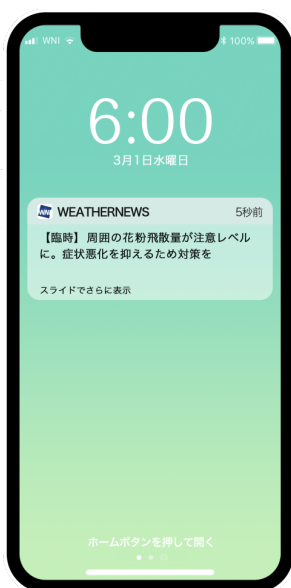 WNI 100%
6:00
3月1日水曜日
WNI WEATHERNEWS 5秒前
【臨時】周囲の花粉飛散量が注意レベル
に。症状悪化を抑えるため対策を
スライドでさらに表示
ホームボタンを押して開く